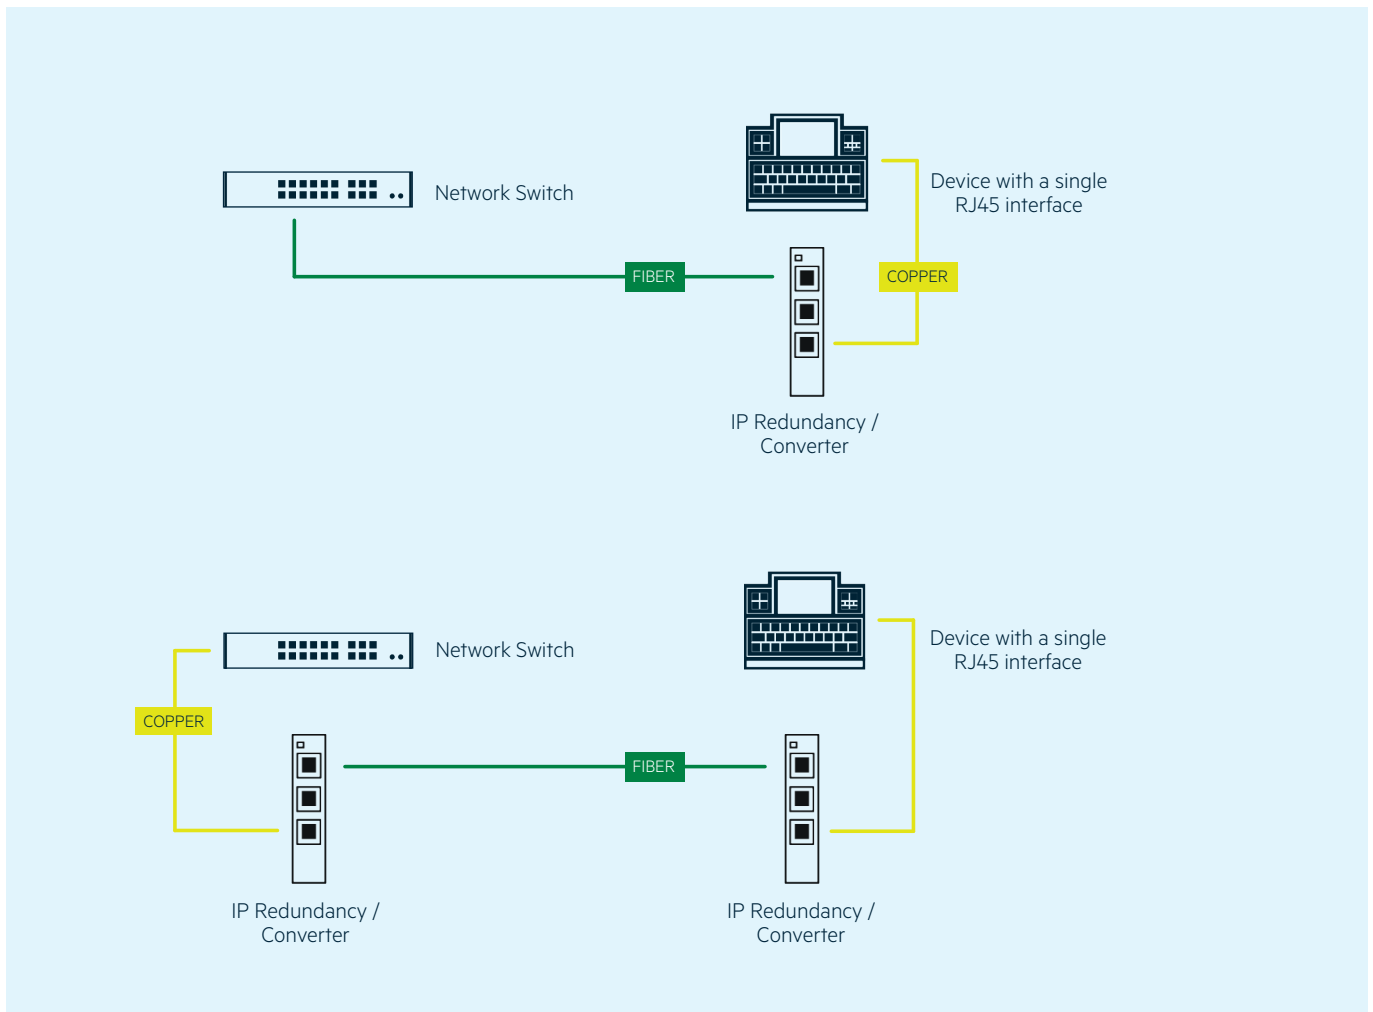 Network Switch
Device with a single
RJ45 interface
FIBER
COPPER
IP Redundancy /
Converter
Network Switch
Device with a single
RJ45 interface
COPPER
FIBER
IP Redundancy /
Converter
IP Redundancy /
Converter